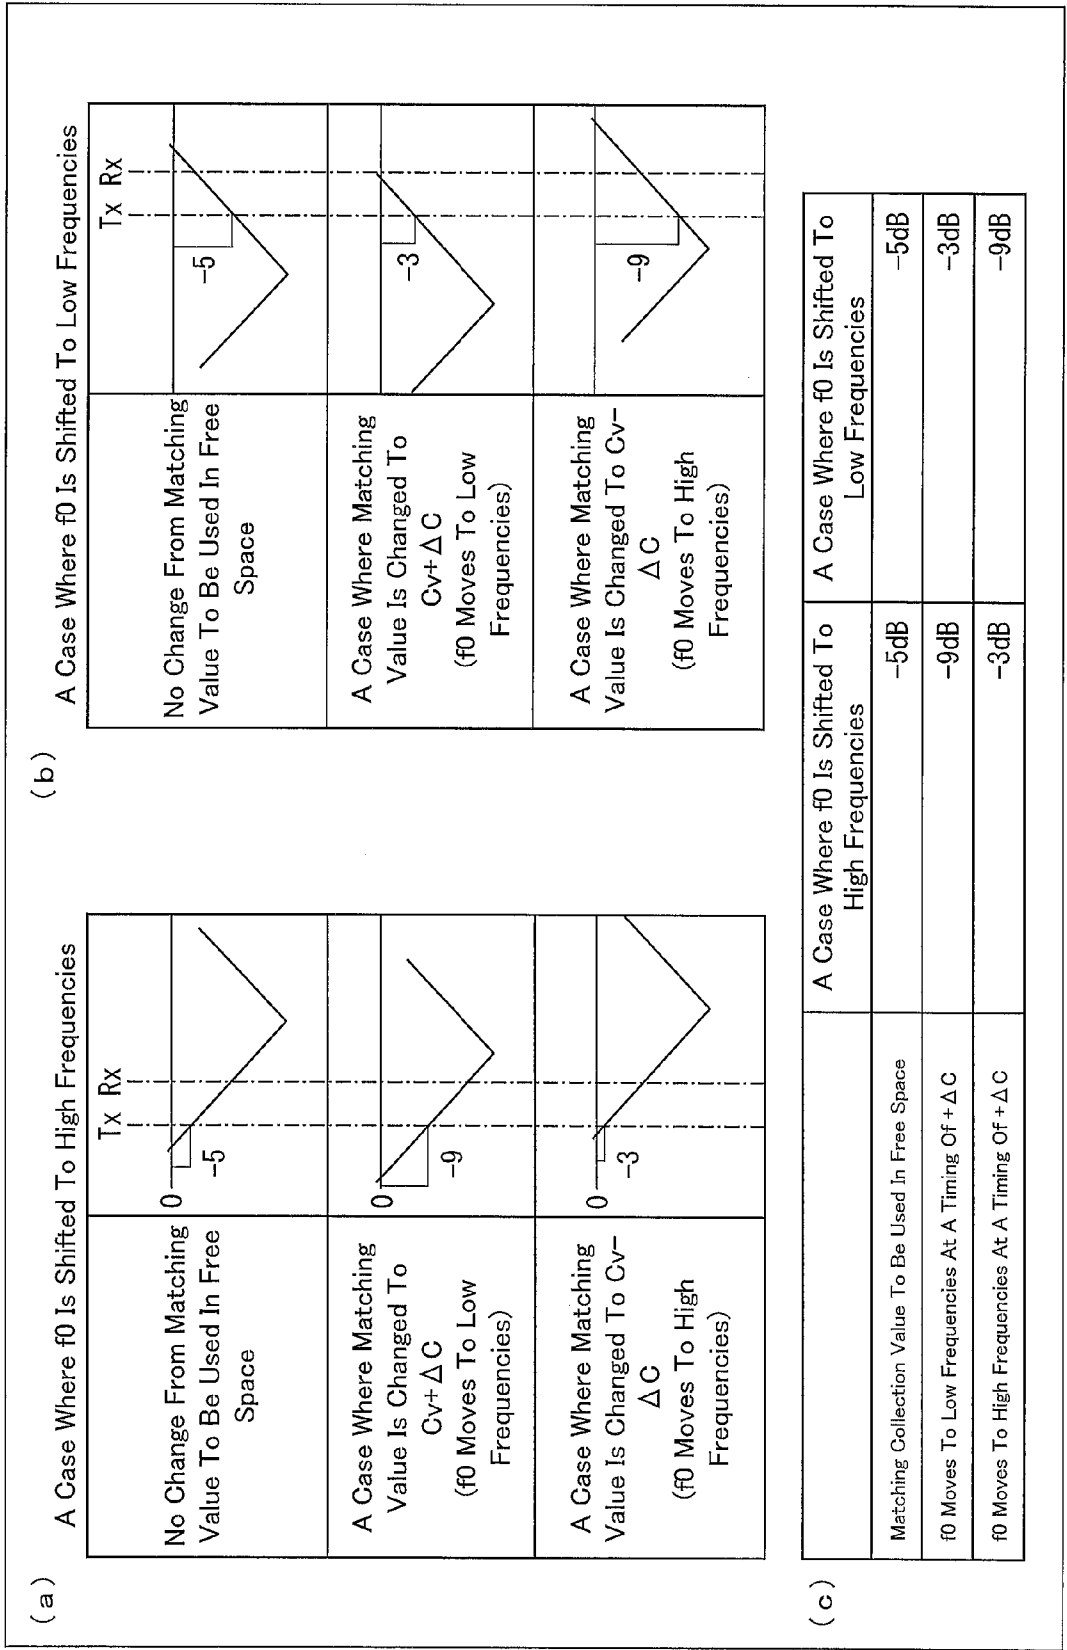 (a)
A Case Where f0 Is Shifted To High Frequencies
No Change From Matching
Value To Be Used In Free
Space
Tx Rx
0
-5
A Case Where Matching
Value Is Changed To
Cv+ΔC
(f0 Moves To Low
Frequencies)
0
-9
A Case Where Matching
Value Is Changed To Cv-
ΔC
(f0 Moves To High
Frequencies)
0
-3
(b)
A Case Where f0 Is Shifted To Low Frequencies
No Change From Matching
Value To Be Used In Free
Space
Tx Rx
-5
A Case Where Matching
Value Is Changed To
Cv+ΔC
(f0 Moves To Low
Frequencies)
-3
A Case Where Matching
Value Is Changed To Cv-
ΔC
(f0 Moves To High
Frequencies)
-9
(c)
A Case Where f0 Is Shifted To
High Frequencies
A Case Where f0 Is Shifted To
Low Frequencies
Matching Collection Value To Be Used In Free Space
-5dB
-5dB
f0 Moves To Low Frequencies At A Timing Of +ΔC
-9dB
-3dB
f0 Moves To High Frequencies At A Timing Of +ΔC
-3dB
-9dB